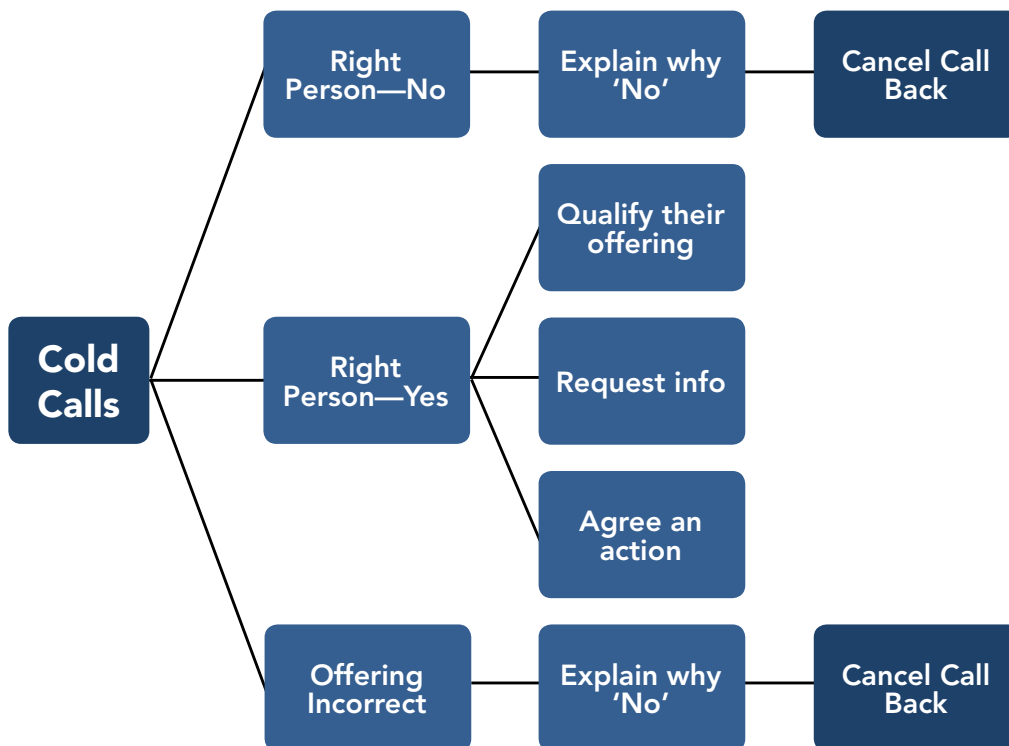 Right
Person—No
Explain why
‘No’
Cancel Call
Back
Qualify their
offering
Cold
Calls
Right
Person—Yes
Request info
Agree an
action
Offering
Incorrect
Explain why
‘No’
Cancel Call
Back